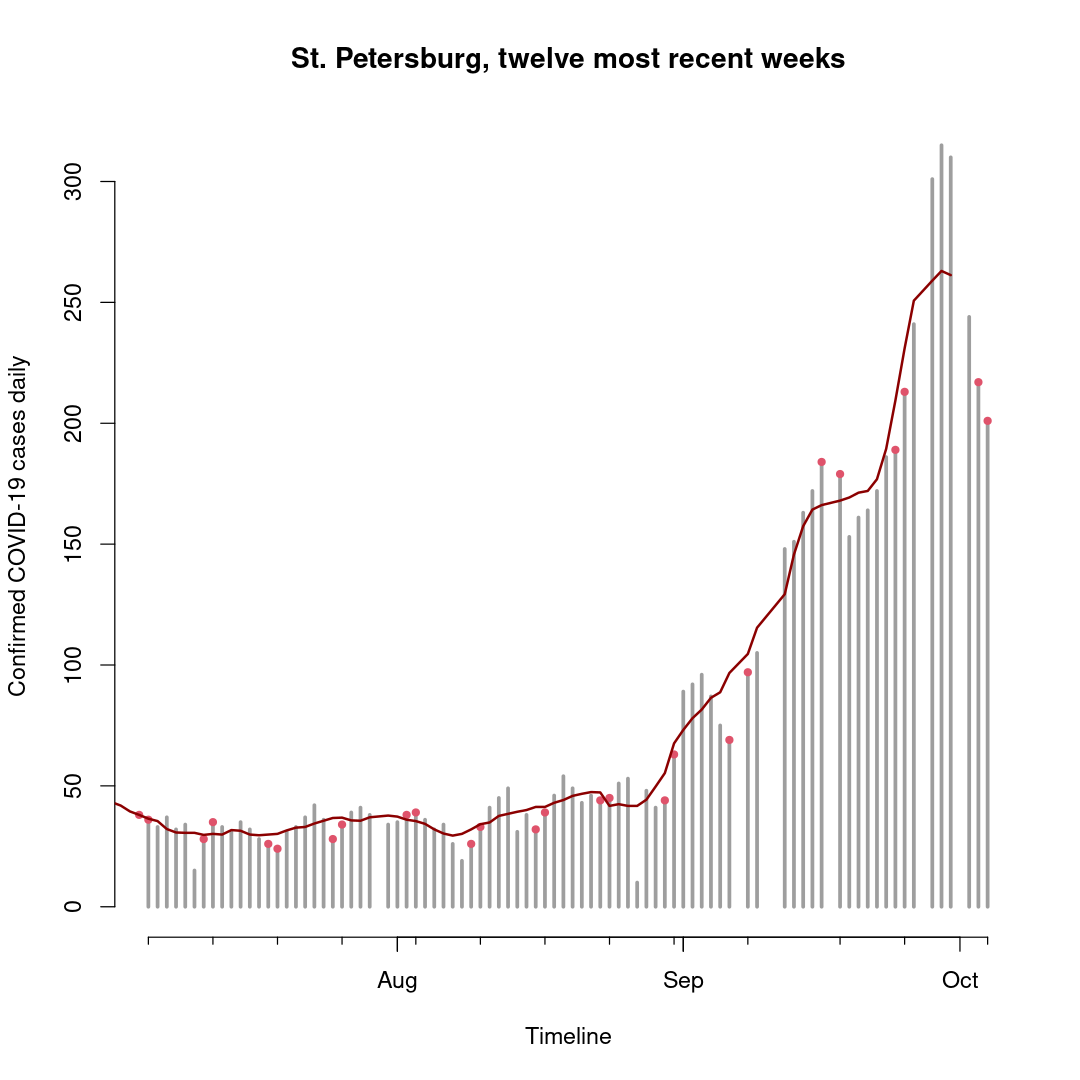 St. Petersburg, twelve most recent weeks
Confirmed COVID-19 cases daily
300
250
200
150
100
50
0
Aug Sep Oct
Timeline